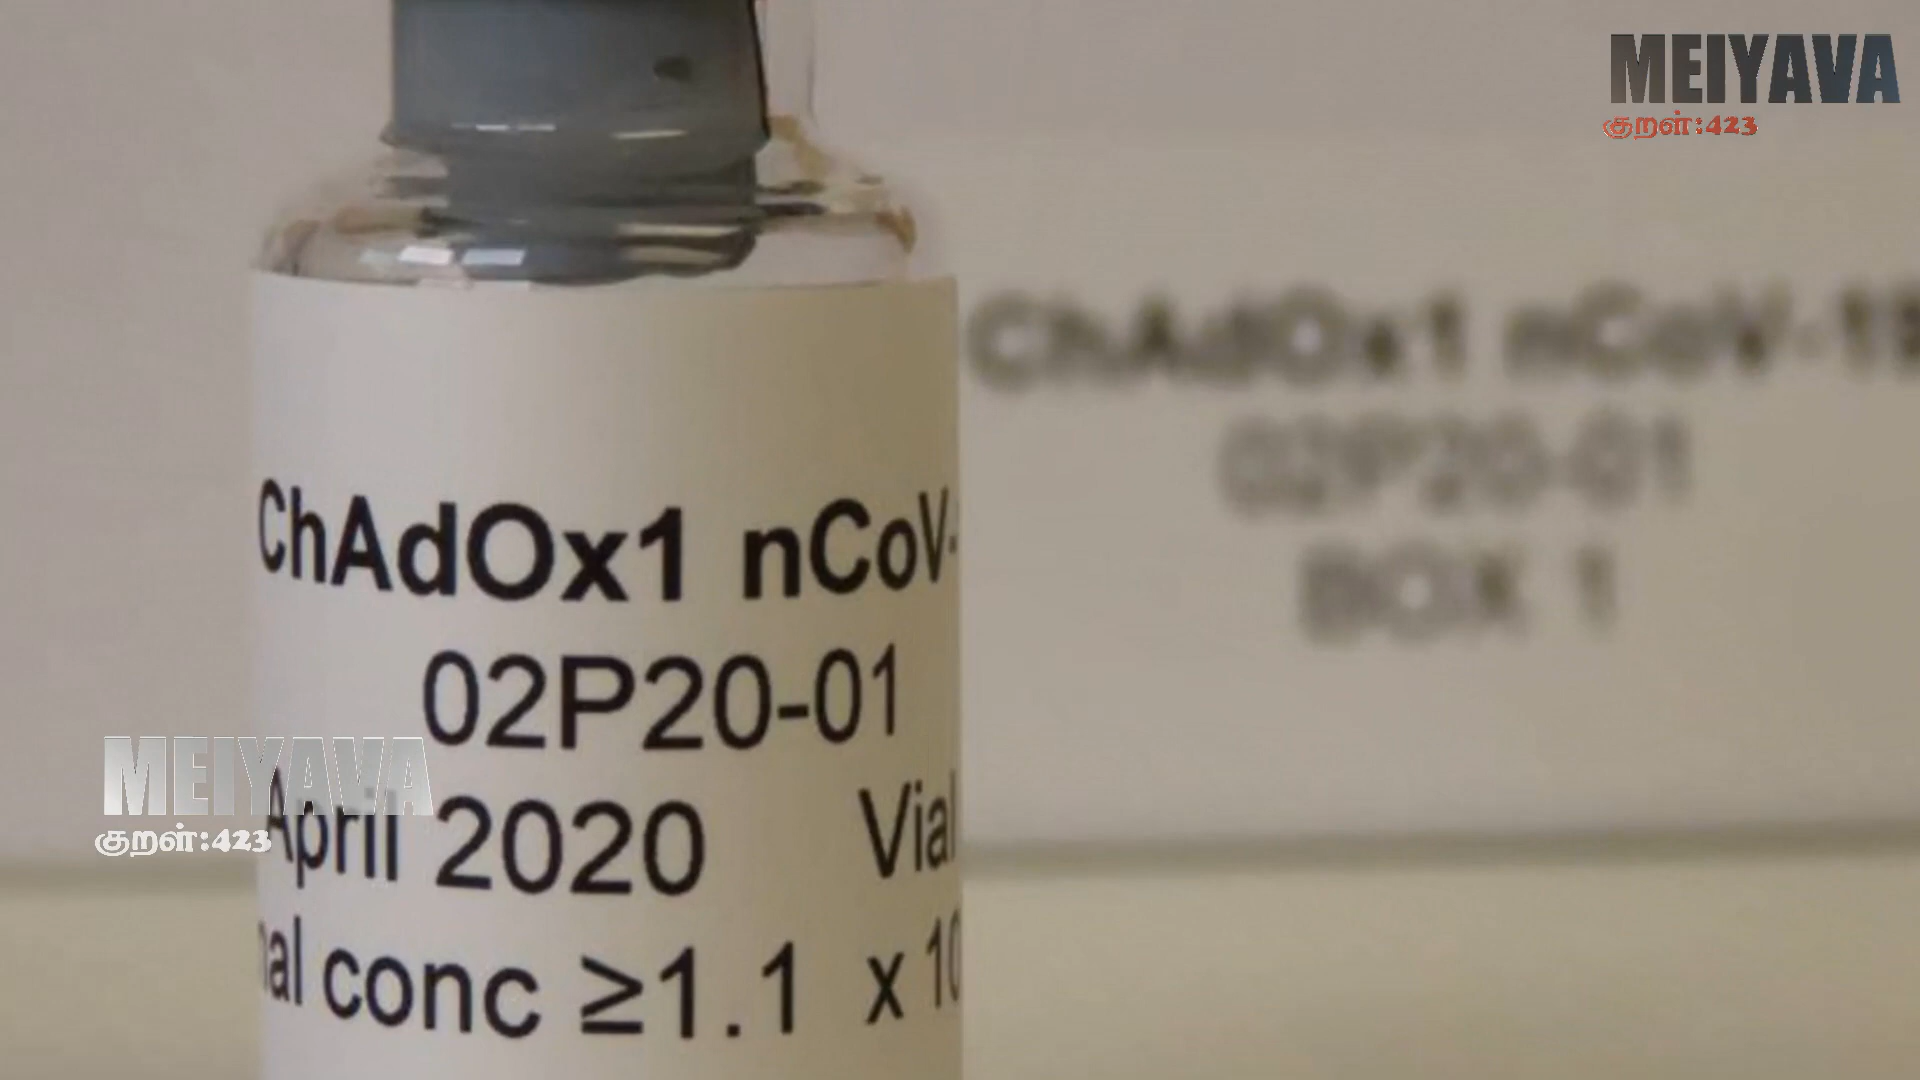 MEIYAVA
குறள்:423
ChAdOx1 nCoV-19
02P20-01
BOX 1
ChAdOx1 nCoV-
02P20-01
April 2020 Vial
nal conc ≥1.1 x 10
MEIYAVA
குறள்:423